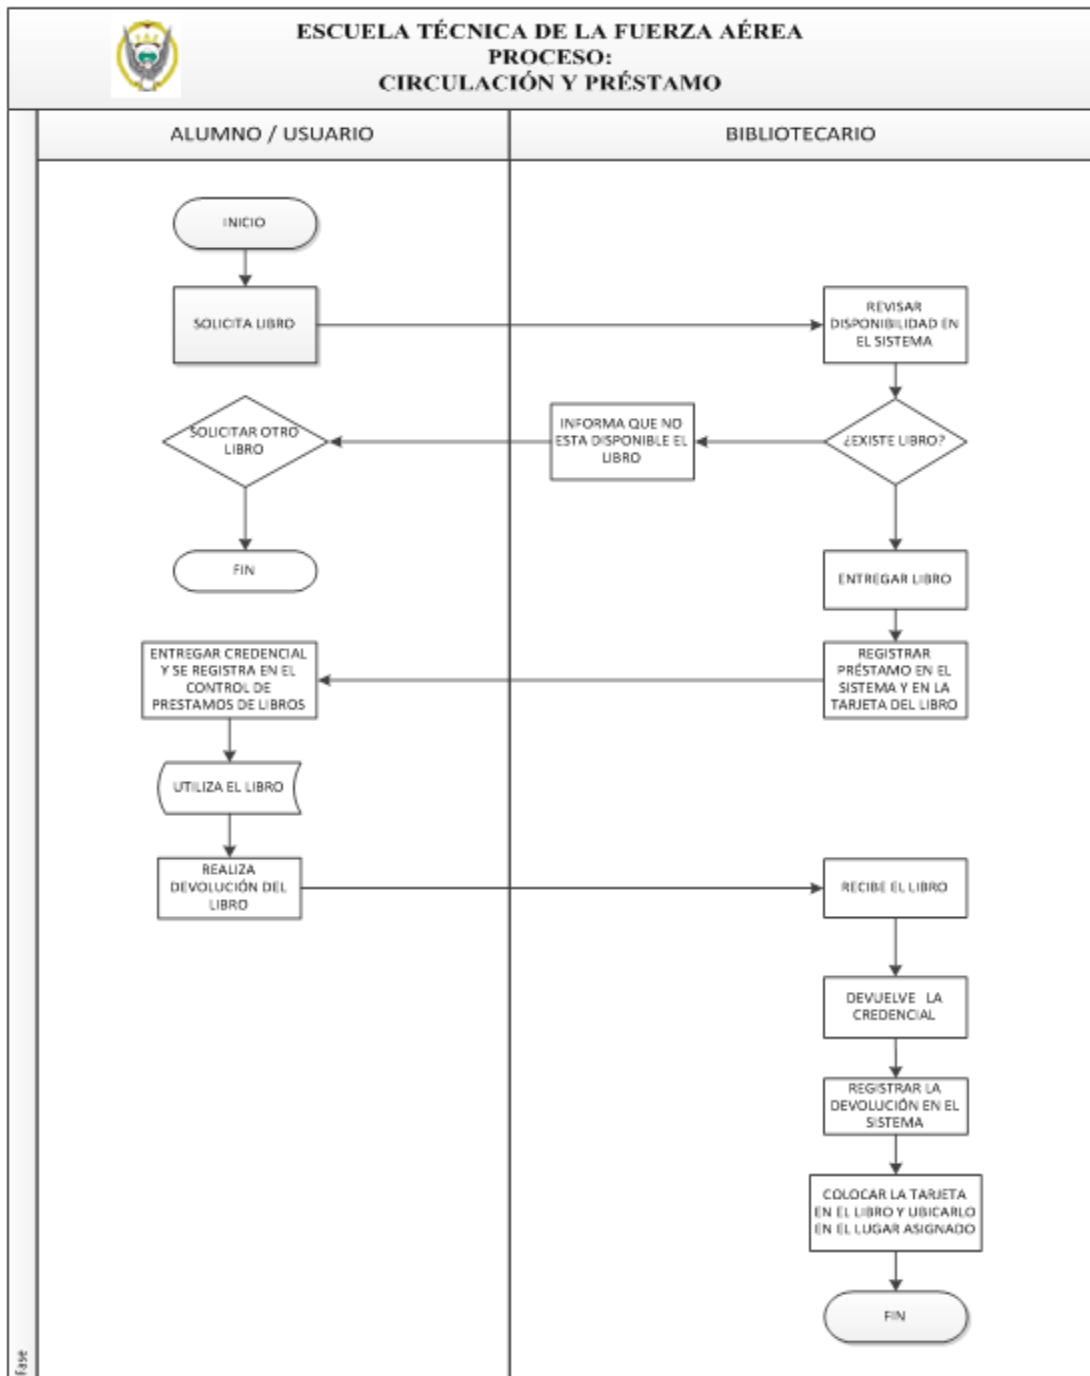 ESCUELA TÉCNICA DE LA FUERZA AÉREA
PROCESO:
CIRCULACIÓN Y PRÉSTAMO
ALUMNO / USUARIO
BIBLIOTECARIO
INICIO
SOLICITA LIBRO
REVISAR
DISPONIBILIDAD EN
EL SISTEMA
SOLICITAR OTRO
LIBRO
INFORMA QUE NO
ESTA DISPONIBLE EL
LIBRO
¿EXISTE LIBRO?
FIN
ENTREGAR LIBRO
ENTREGAR CREDENCIAL
Y SE REGISTRA EN EL
CONTROL DE
PRESTAMOS DE LIBROS
REGISTRAR
PRÉSTAMO EN EL
SISTEMA Y EN LA
TARJETA DEL LIBRO
UTILIZA EL LIBRO
REALIZA
DEVOLUCIÓN DEL
LIBRO
RECIBE EL LIBRO
DEVUELVE LA
CREDENCIAL
REGISTRAR LA
DEVOLUCIÓN EN EL
SISTEMA
COLOCAR LA TARJETA
EN EL LIBRO Y UBICARLO
EN EL LUGAR ASIGNADO
FIN
Fase